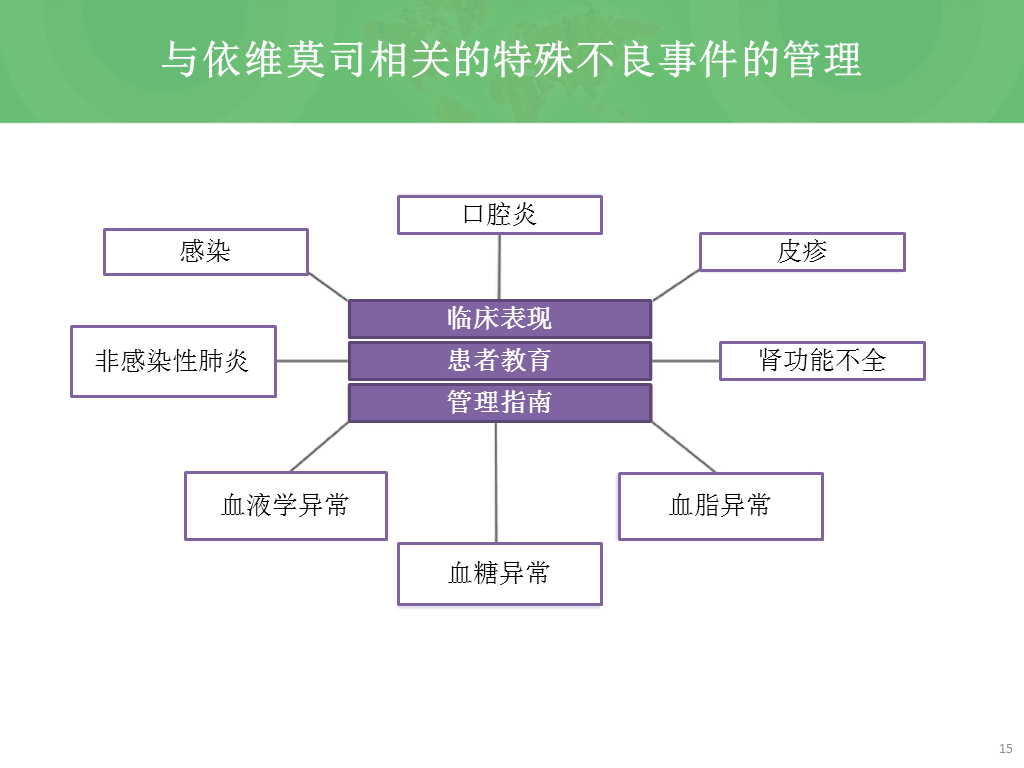 与依维莫司相关的特殊不良事件的管理
口腔炎
感染
皮疹
临床表现
非感染性肺炎
患者教育
肾功能不全
管理指南
血液学异常
血脂异常
血糖异常
15